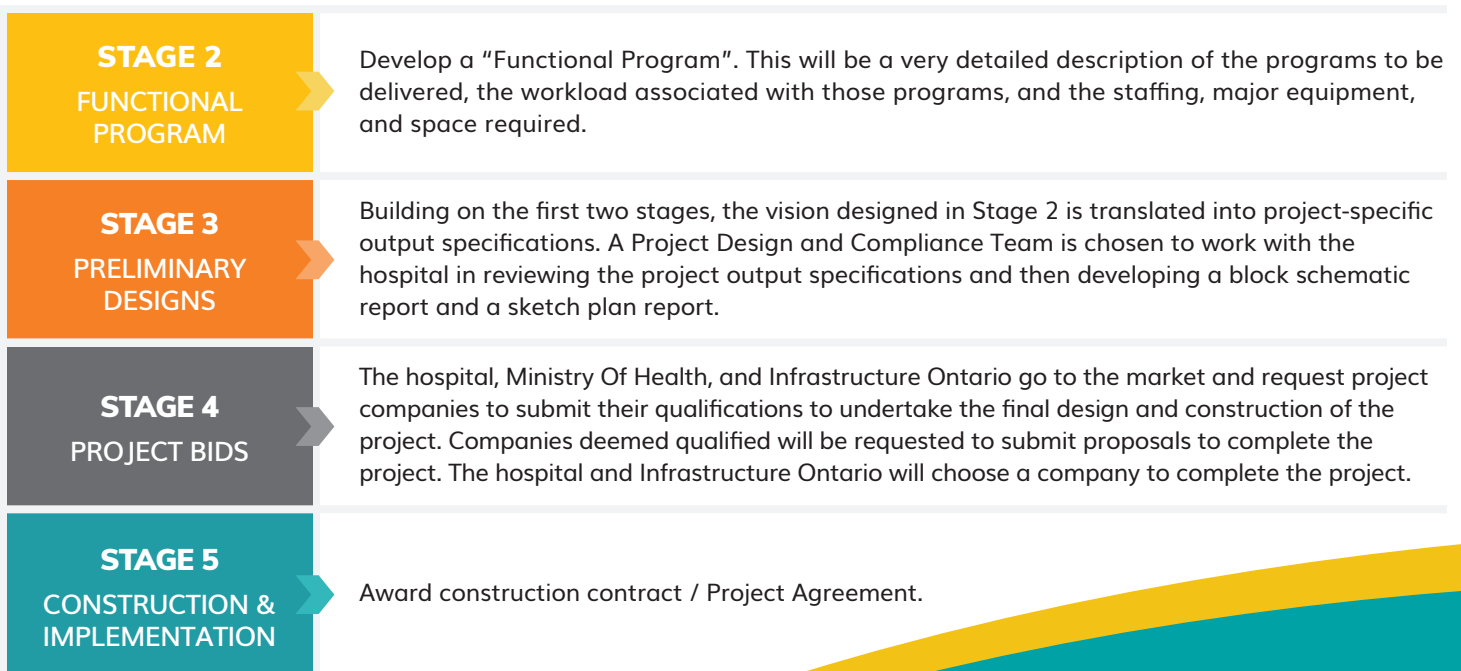 STAGE 2
FUNCTIONAL
PROGRAM
Develop a “Functional Program”. This will be a very detailed description of the programs to be
delivered, the workload associated with those programs, and the staffing, major equipment,
and space required.
STAGE 3
PRELIMINARY
DESIGNS
Building on the first two stages, the vision designed in Stage 2 is translated into project-specific
output specifications. A Project Design and Compliance Team is chosen to work with the
hospital in reviewing the project output specifications and then developing a block schematic
report and a sketch plan report.
STAGE 4
PROJECT BIDS
The hospital, Ministry Of Health, and Infrastructure Ontario go to the market and request project
companies to submit their qualifications to undertake the final design and construction of the
project. Companies deemed qualified will be requested to submit proposals to complete the
project. The hospital and Infrastructure Ontario will choose a company to complete the project.
STAGE 5
CONSTRUCTION &
IMPLEMENTATION
Award construction contract / Project Agreement.